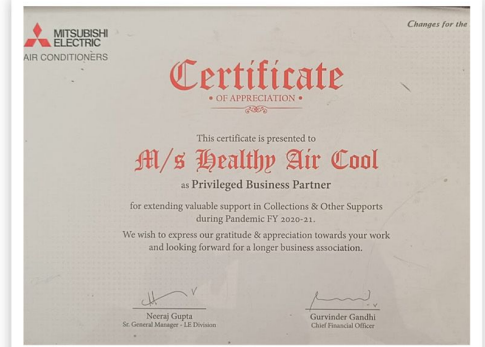 Changes for the
MITSUBISHI
ELECTRIC
AIR CONDITIONERS
Certificate
• OF APPRECIATION •
This certificate is presented to
M/s Healthy Air Cool
as Privileged Business Partner
for extending valuable support in Collections & Other Supports
during Pandemic FY 2020-21.
We wish to express our gratitude & appreciation towards your work
and looking forward for a longer business association.
Neeraj Gupta
Sr. General Manager - LE Division
Gurvinder Gandhi
Chief Financial Officer